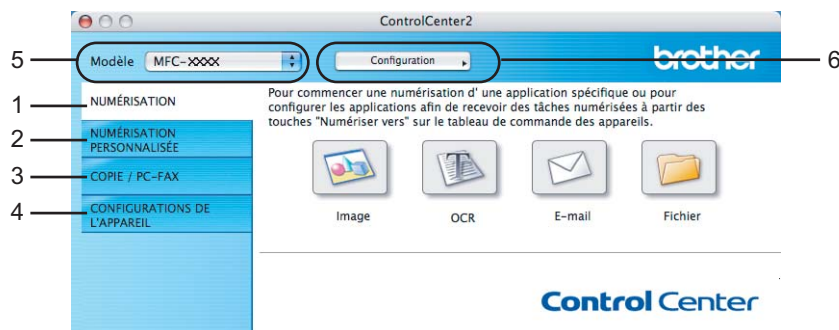 ControlCenter2
5
Modèle MFC-XXXX
Configuration
brother
6
1
NUMÉRISATION
2
NUMÉRISATION
PERSONNALISÉE
3
COPIE / PC-FAX
4
CONFIGURATIONS DE
L'APPAREIL
Pour commencer une numérisation d' une application spécifique ou pour
configurer les applications afin de recevoir des tâches numérisées à partir des
touches "Numériser vers" sur le tableau de commande des appareils.
Image
OCR
E-mail
Fichier
Control Center